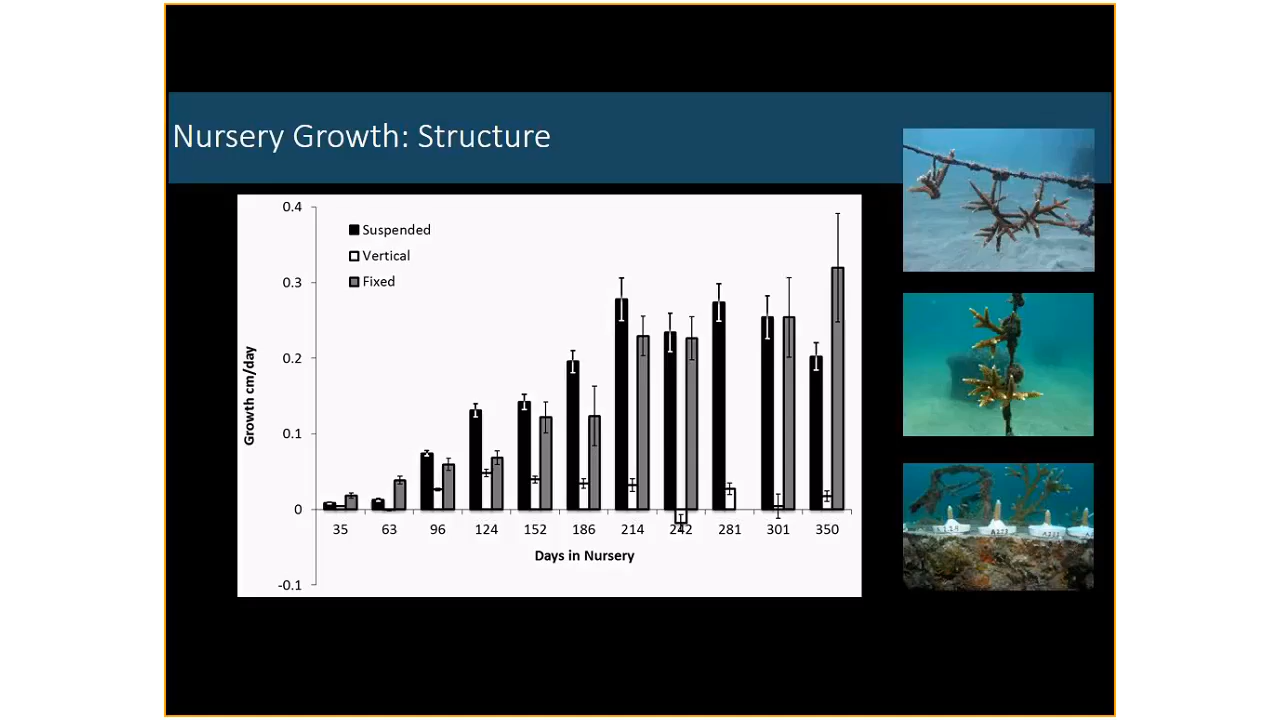 Nursery Growth: Structure
0.4
0.3
0.2
0.1
0
-0.1
Growth cm/day
Suspended
Vertical
Fixed
35 63 96 124 152 186 214 242 281 301 350
Days in Nursery